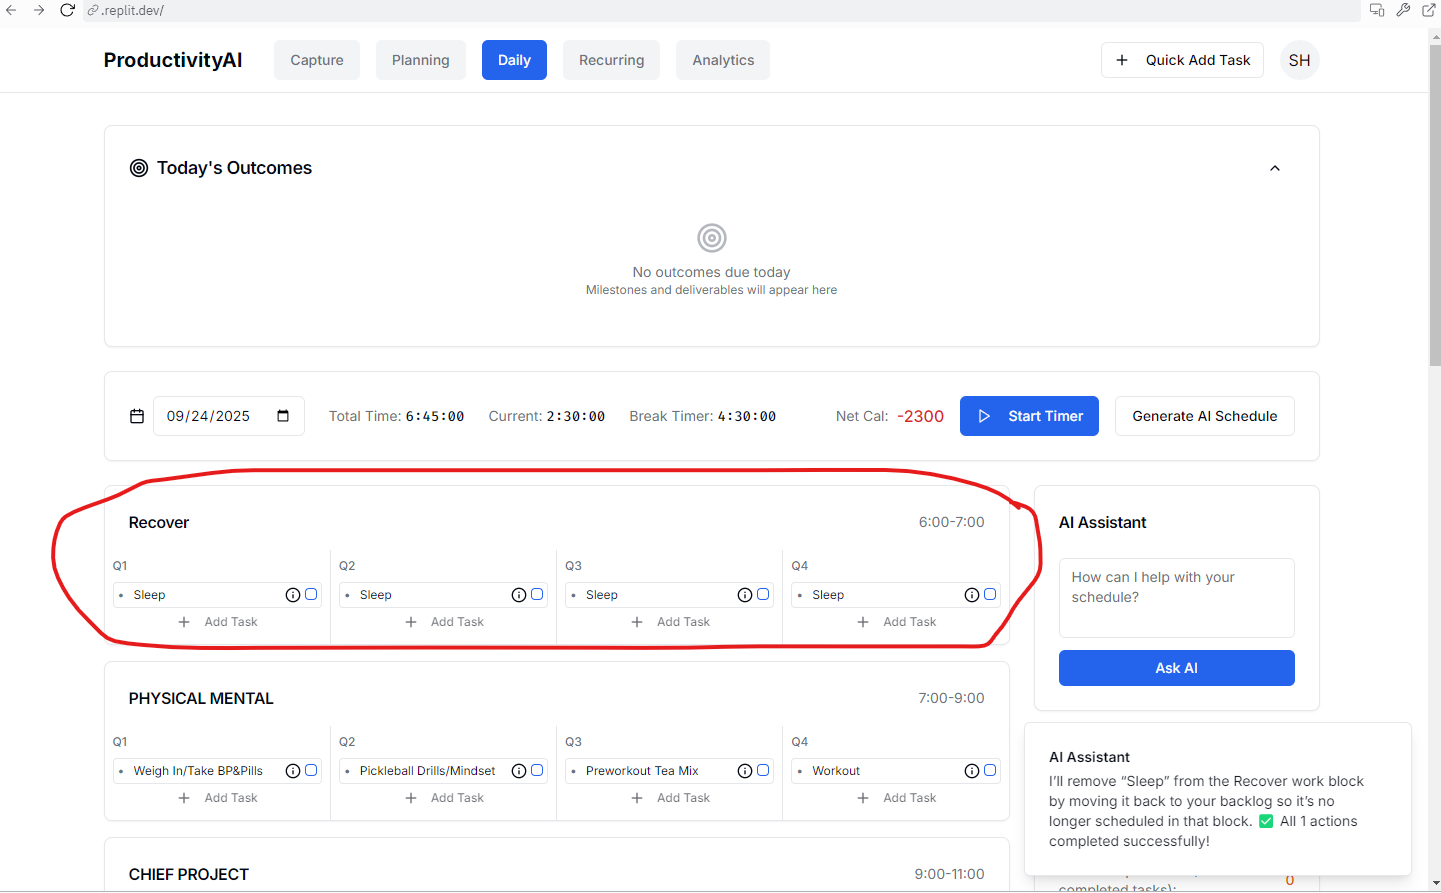 .replit.dev/
ProductivityAI
Capture
Planning
Daily
Recurring
Analytics
Quick Add Task
SH
Today's Outcomes
No outcomes due today
Milestones and deliverables will appear here
09/24/2025
Total Time: 6:45:00
Current: 2:30:00
Break Timer: 4:30:00
Net Cal: -2300
Start Timer
Generate AI Schedule
Recover
6:00-7:00
Q1
Sleep
Add Task
Q2
Sleep
Add Task
Q3
Sleep
Add Task
Q4
Sleep
Add Task
PHYSICAL MENTAL
7:00-9:00
Q1
Weigh In/Take BP&Pills
Add Task
Q2
Pickleball Drills/Mindset
Add Task
Q3
Preworkout Tea Mix
Add Task
Q4
Workout
Add Task
CHIEF PROJECT
9:00-11:00
AI Assistant
How can I help with your
schedule?
Ask AI
AI Assistant
I'll remove “Sleep” from the Recover work block
by moving it back to your backlog so it’s no
longer scheduled in that block. ✅ All 1 actions
completed successfully!
completed tasks):
0